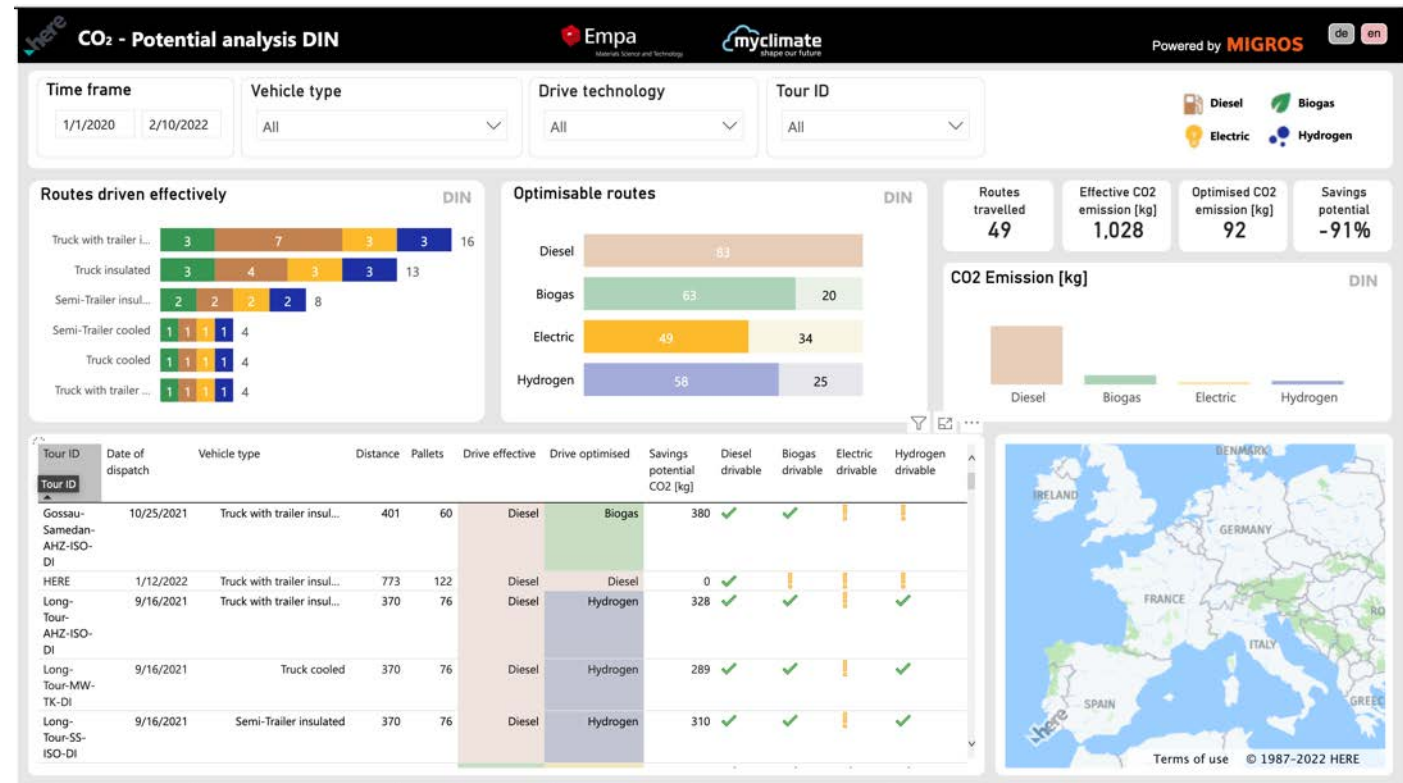 here
CO₂ - Potential analysis DIN
Empa
Materials Science and Technology
myclimate
shape our future
Powered by MIGROS
de
en
Time frame
1/1/2020 2/10/2022
Vehicle type
All
Drive technology
All
Tour ID
All
Diesel Biogas
Electric Hydrogen
Routes driven effectively DIN
Truck with trailer i... 3 7 3 3 16
Truck insulated 3 4 3 3 13
Semi-Trailer insul... 2 2 2 2 8
Semi-Trailer cooled 1 1 1 1 4
Truck cooled 1 1 1 1 4
Truck with trailer ... 1 1 1 1 4
Optimisable routes DIN
Diesel 83
Biogas 63 20
Electric 49 34
Hydrogen 58 25
Routes
travelled
49
Effective CO2
emission [kg]
1,028
Optimised CO2
emission [kg]
92
Savings
potential
-91%
CO2 Emission [kg] DIN
Diesel Biogas Electric Hydrogen
Tour ID Date of Vehicle type Distance Pallets Drive effective Drive optimised Savings Diesel Biogas Electric Hydrogen
dispatch potential drivable drivable drivable drivable
Tour ID CO2 [kg]
Gossau- 10/25/2021 Truck with trailer insul... 401 60 Diesel Biogas 380
Samedan-
AHZ-ISO-
DI
HERE 1/12/2022 Truck with trailer insul... 773 122 Diesel Diesel 0
Long- 9/16/2021 Truck with trailer insul... 370 76 Diesel Hydrogen 328
Tour-
AHZ-ISO-
DI
Long- 9/16/2021 Truck cooled 370 76 Diesel Hydrogen 289
Tour-MW-
TK-DI
Long- 9/16/2021 Semi-Trailer insulated 370 76 Diesel Hydrogen 310
Tour-SS-
ISO-DI
DENMARK
IRELAND
GERMANY
FRANCE
RO
ITALY
SPAIN
GREEC
here
Terms of use © 1987-2022 HERE